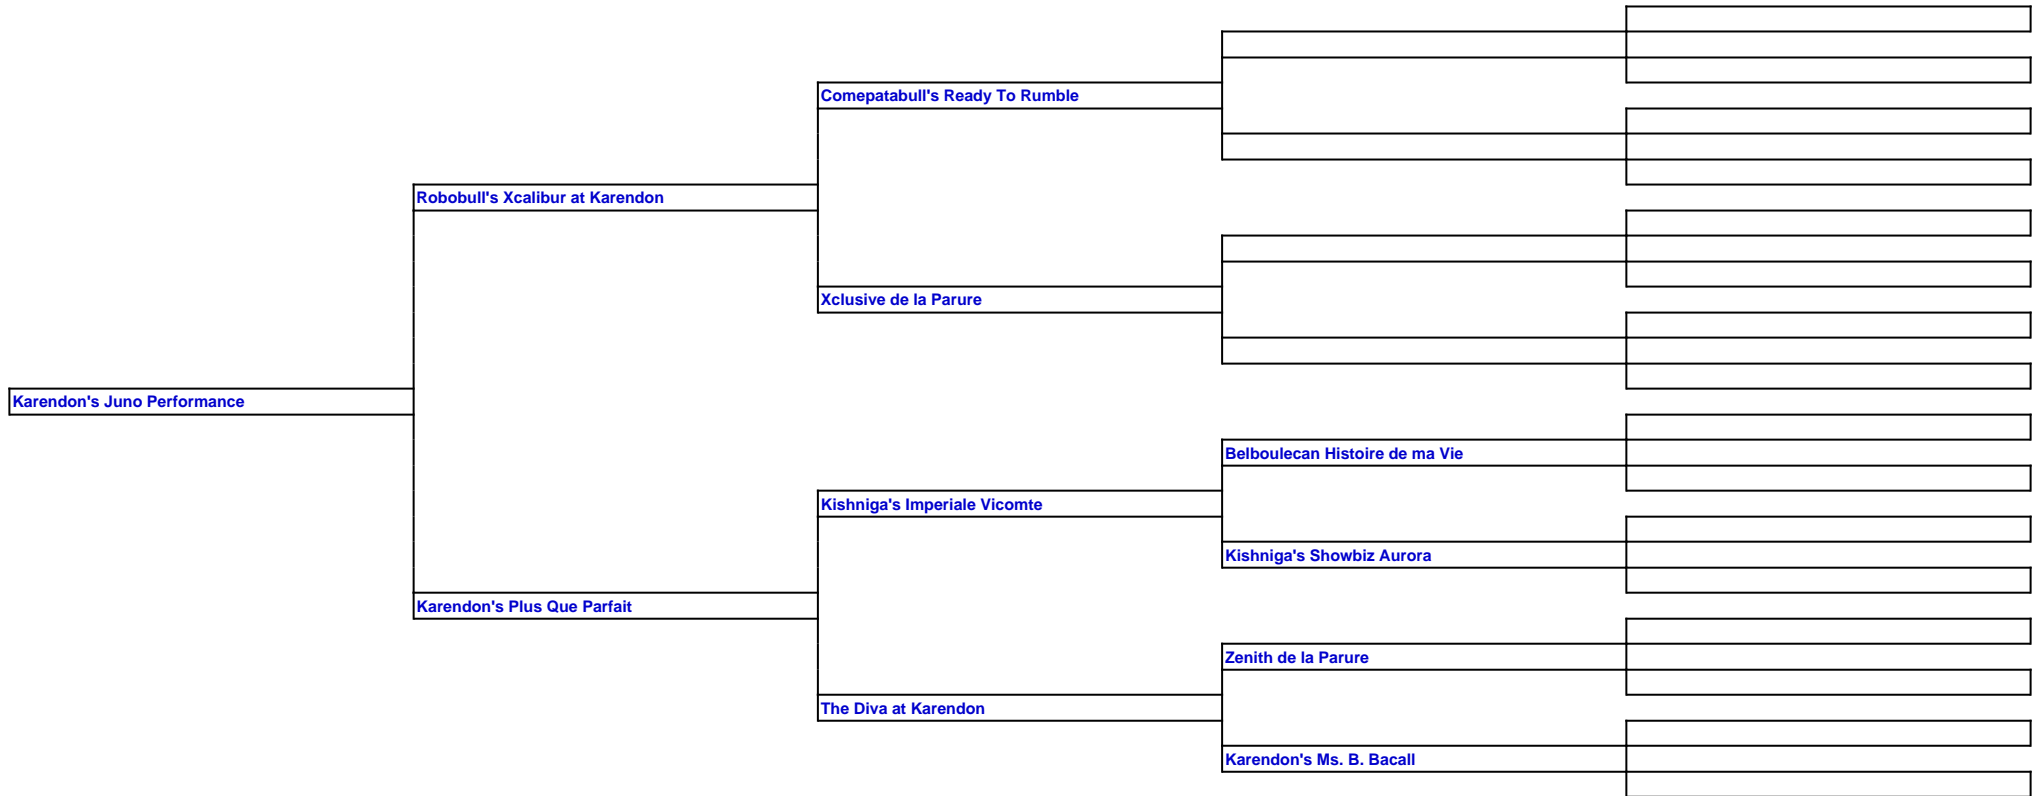 Comepatabull's Ready To Rumble
Robobull's Xcalibur at Karendon
Xclusive de la Parure
Karendon's Juno Performance
Belboulecan Histoire de ma Vie
Kishniga's Imperiale Vicomte
Kishniga's Showbiz Aurora
Karendon's Plus Que Parfait
Zenith de la Parure
The Diva at Karendon
Karendon's Ms. B. Bacall